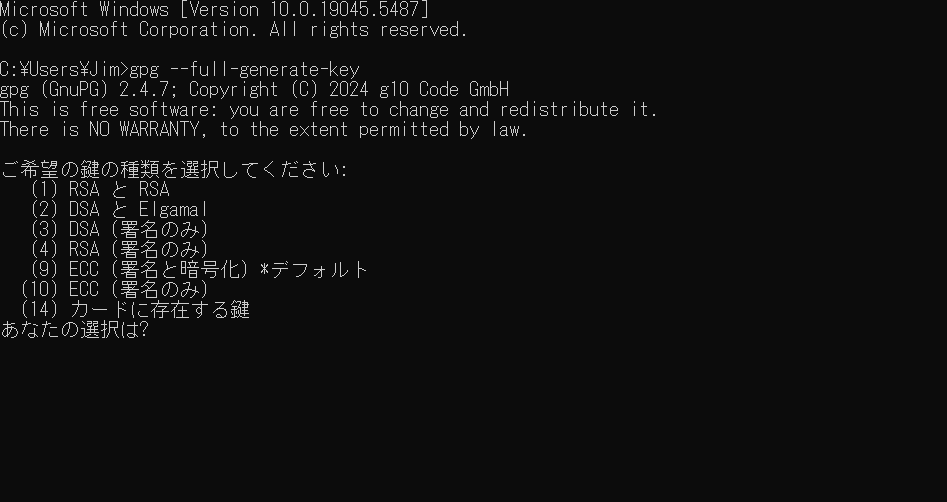 Microsoft Windows [Version 10.0.19045.5487]
(c) Microsoft Corporation. All rights reserved.
C:¥Users¥Jim>gpg --full-generate-key
gpg (GnuPG) 2.4.7; Copyright (C) 2024 g10 Code GmbH
This is free software: you are free to change and redistribute it.
There is NO WARRANTY, to the extent permitted by law.
ご希望の鍵の種類を選択してください:
(1) RSA と RSA
(2) DSA と Elgamal
(3) DSA (署名のみ)
(4) RSA (署名のみ)
(9) ECC (署名と暗号化) *デフォルト
(10) ECC (署名のみ)
(14) カードに存在する鍵
あなたの選択は?